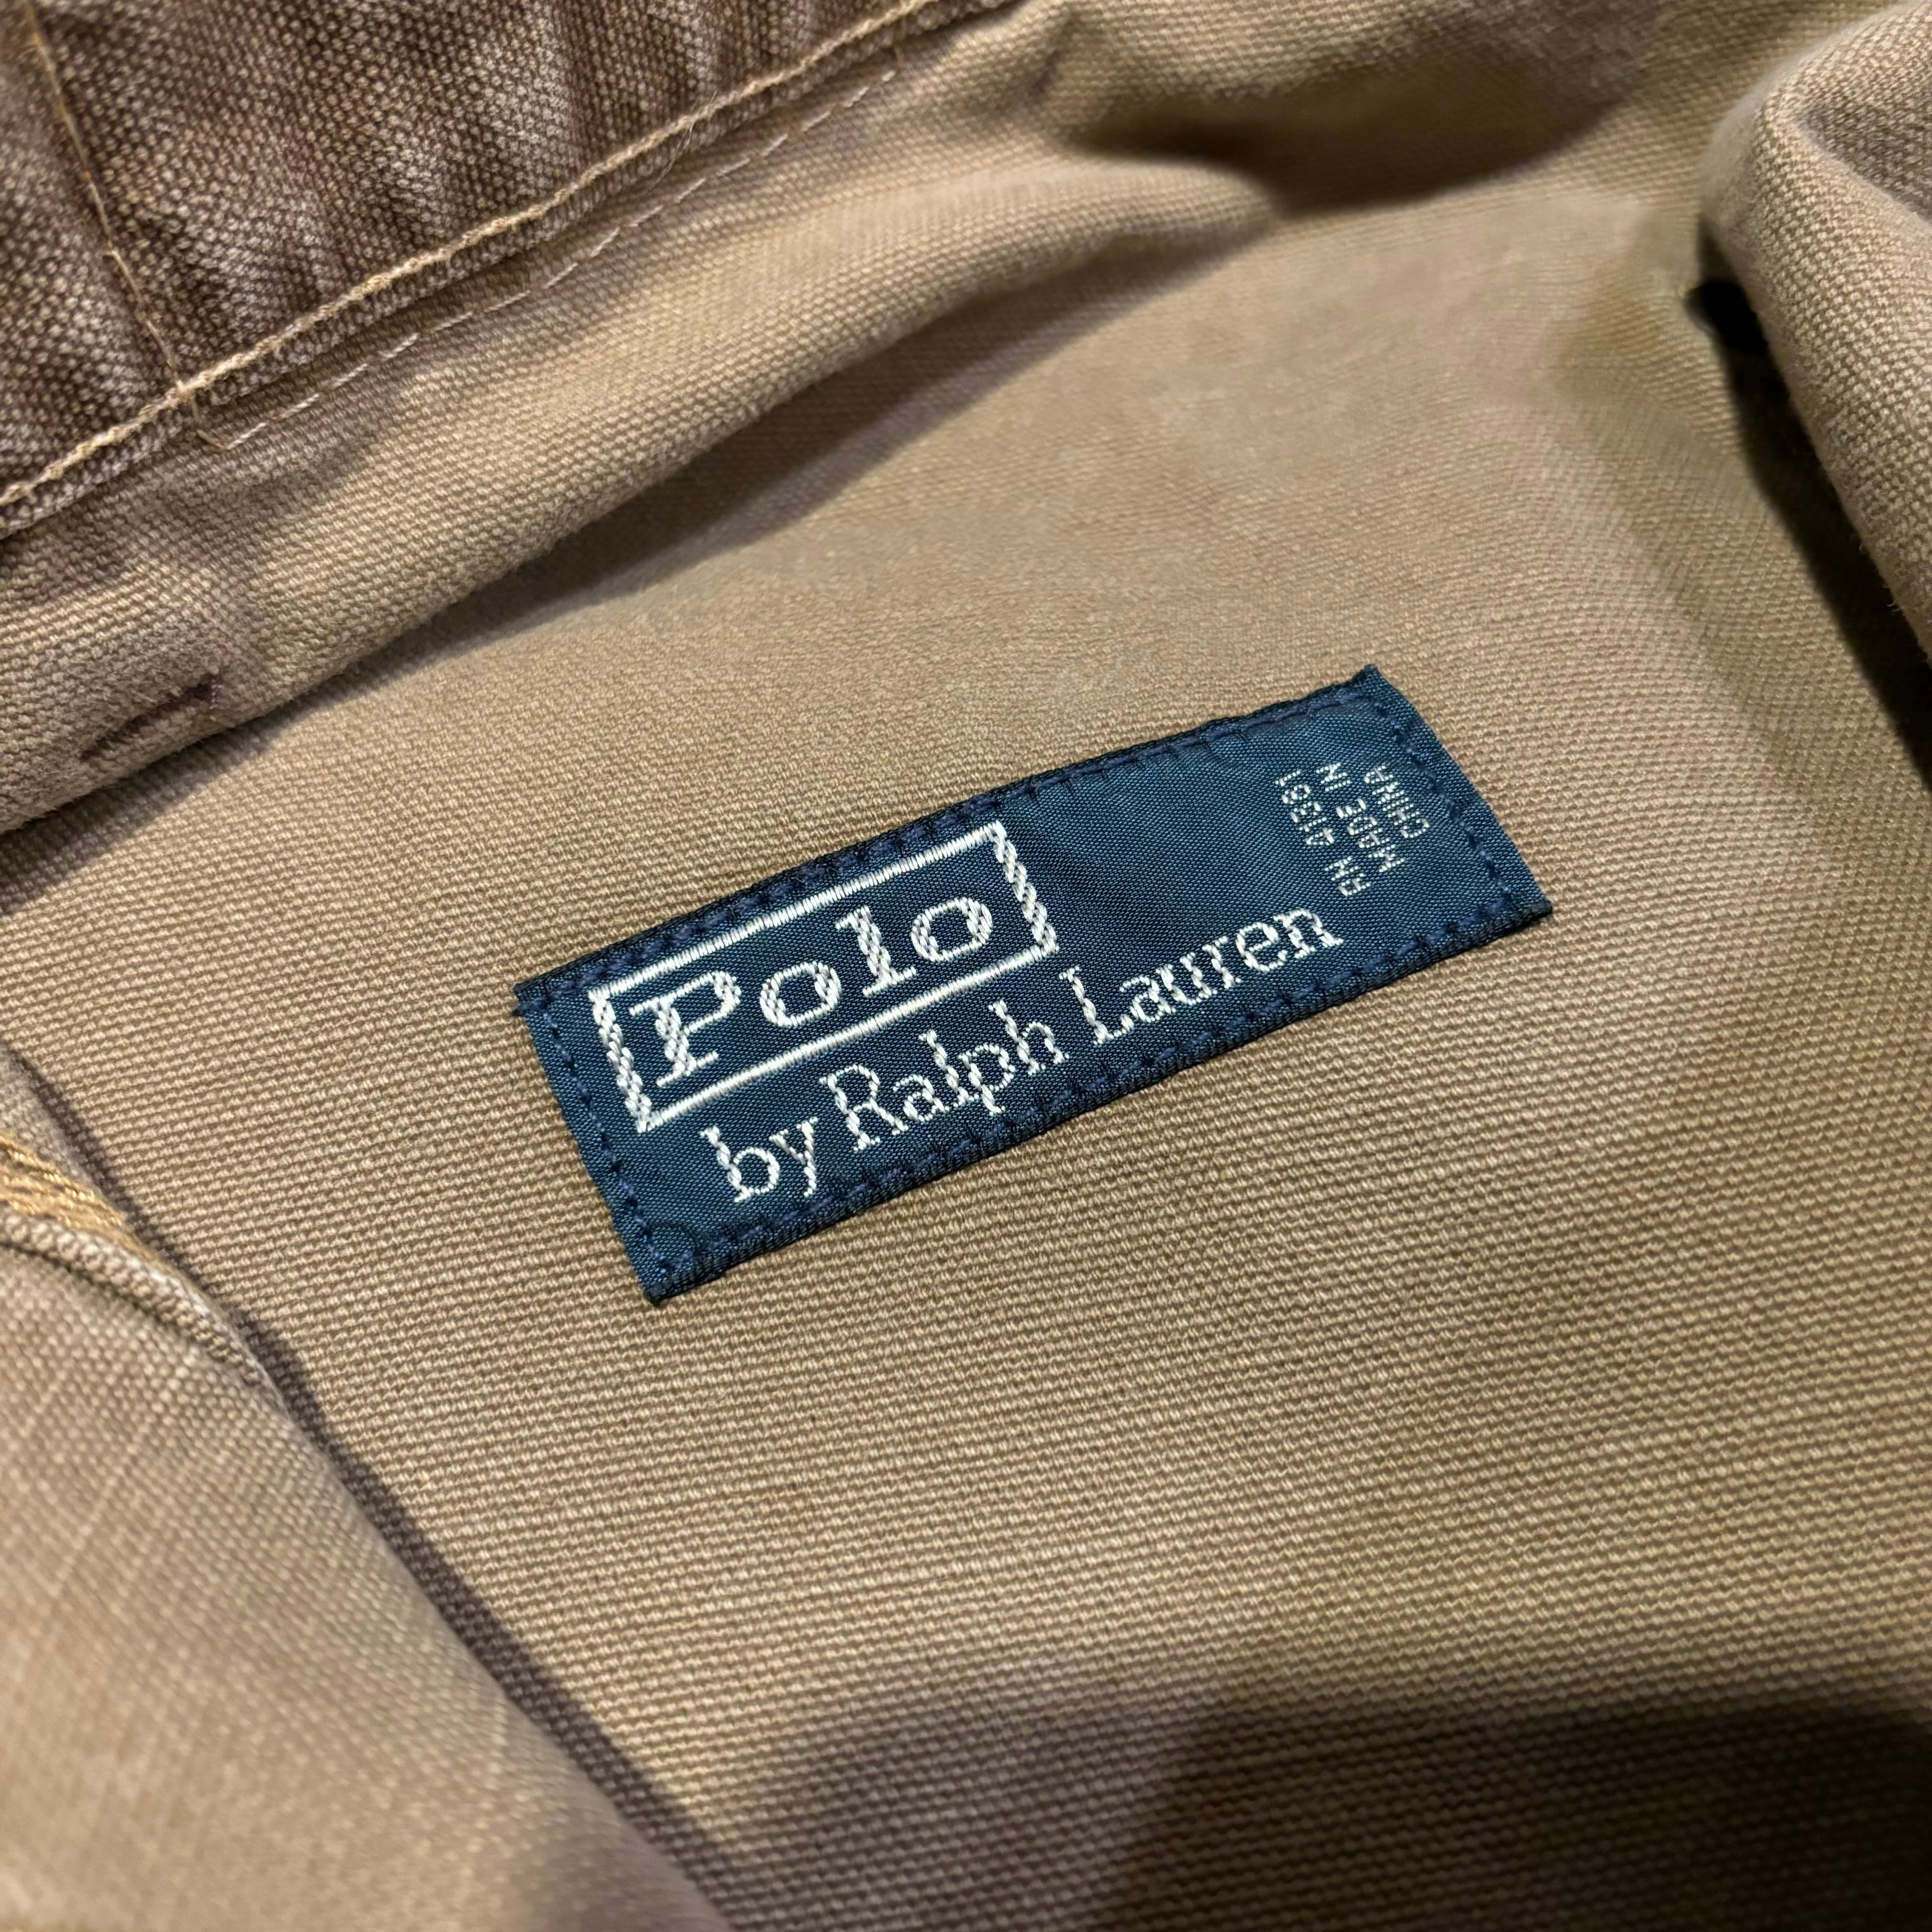 Polo
by Ralph Lauren
RN 41381
MADE IN
CHINA